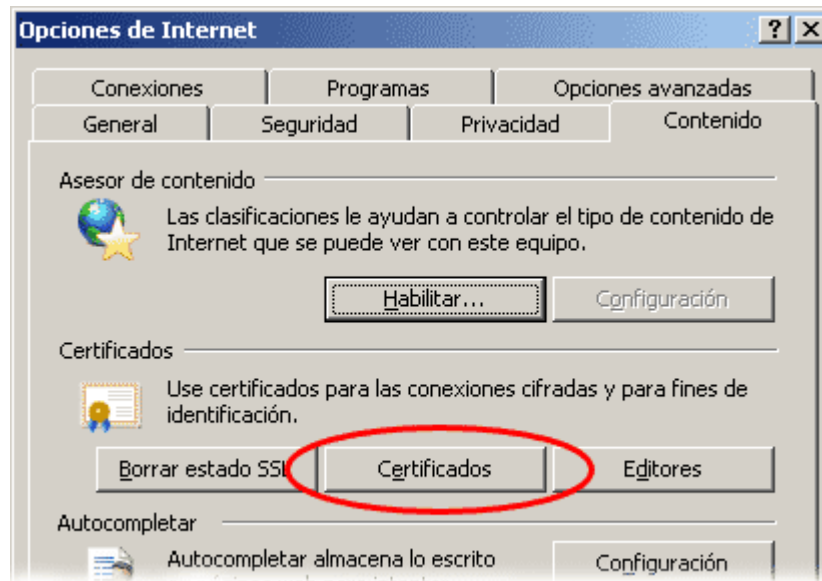 Opciones de Internet
Conexiones Programas Opciones avanzadas
General Seguridad Privacidad Contenido
Asesor de contenido
Las clasificaciones le ayudan a controlar el tipo de contenido de
Internet que se puede ver con este equipo.
Habilitar... Configuración
Certificados
Use certificados para las conexiones cifradas y para fines de
identificación.
Borrar estado SSL Certificados Editores
Autocompletar
Autocompletar almacena lo escrito Configuración